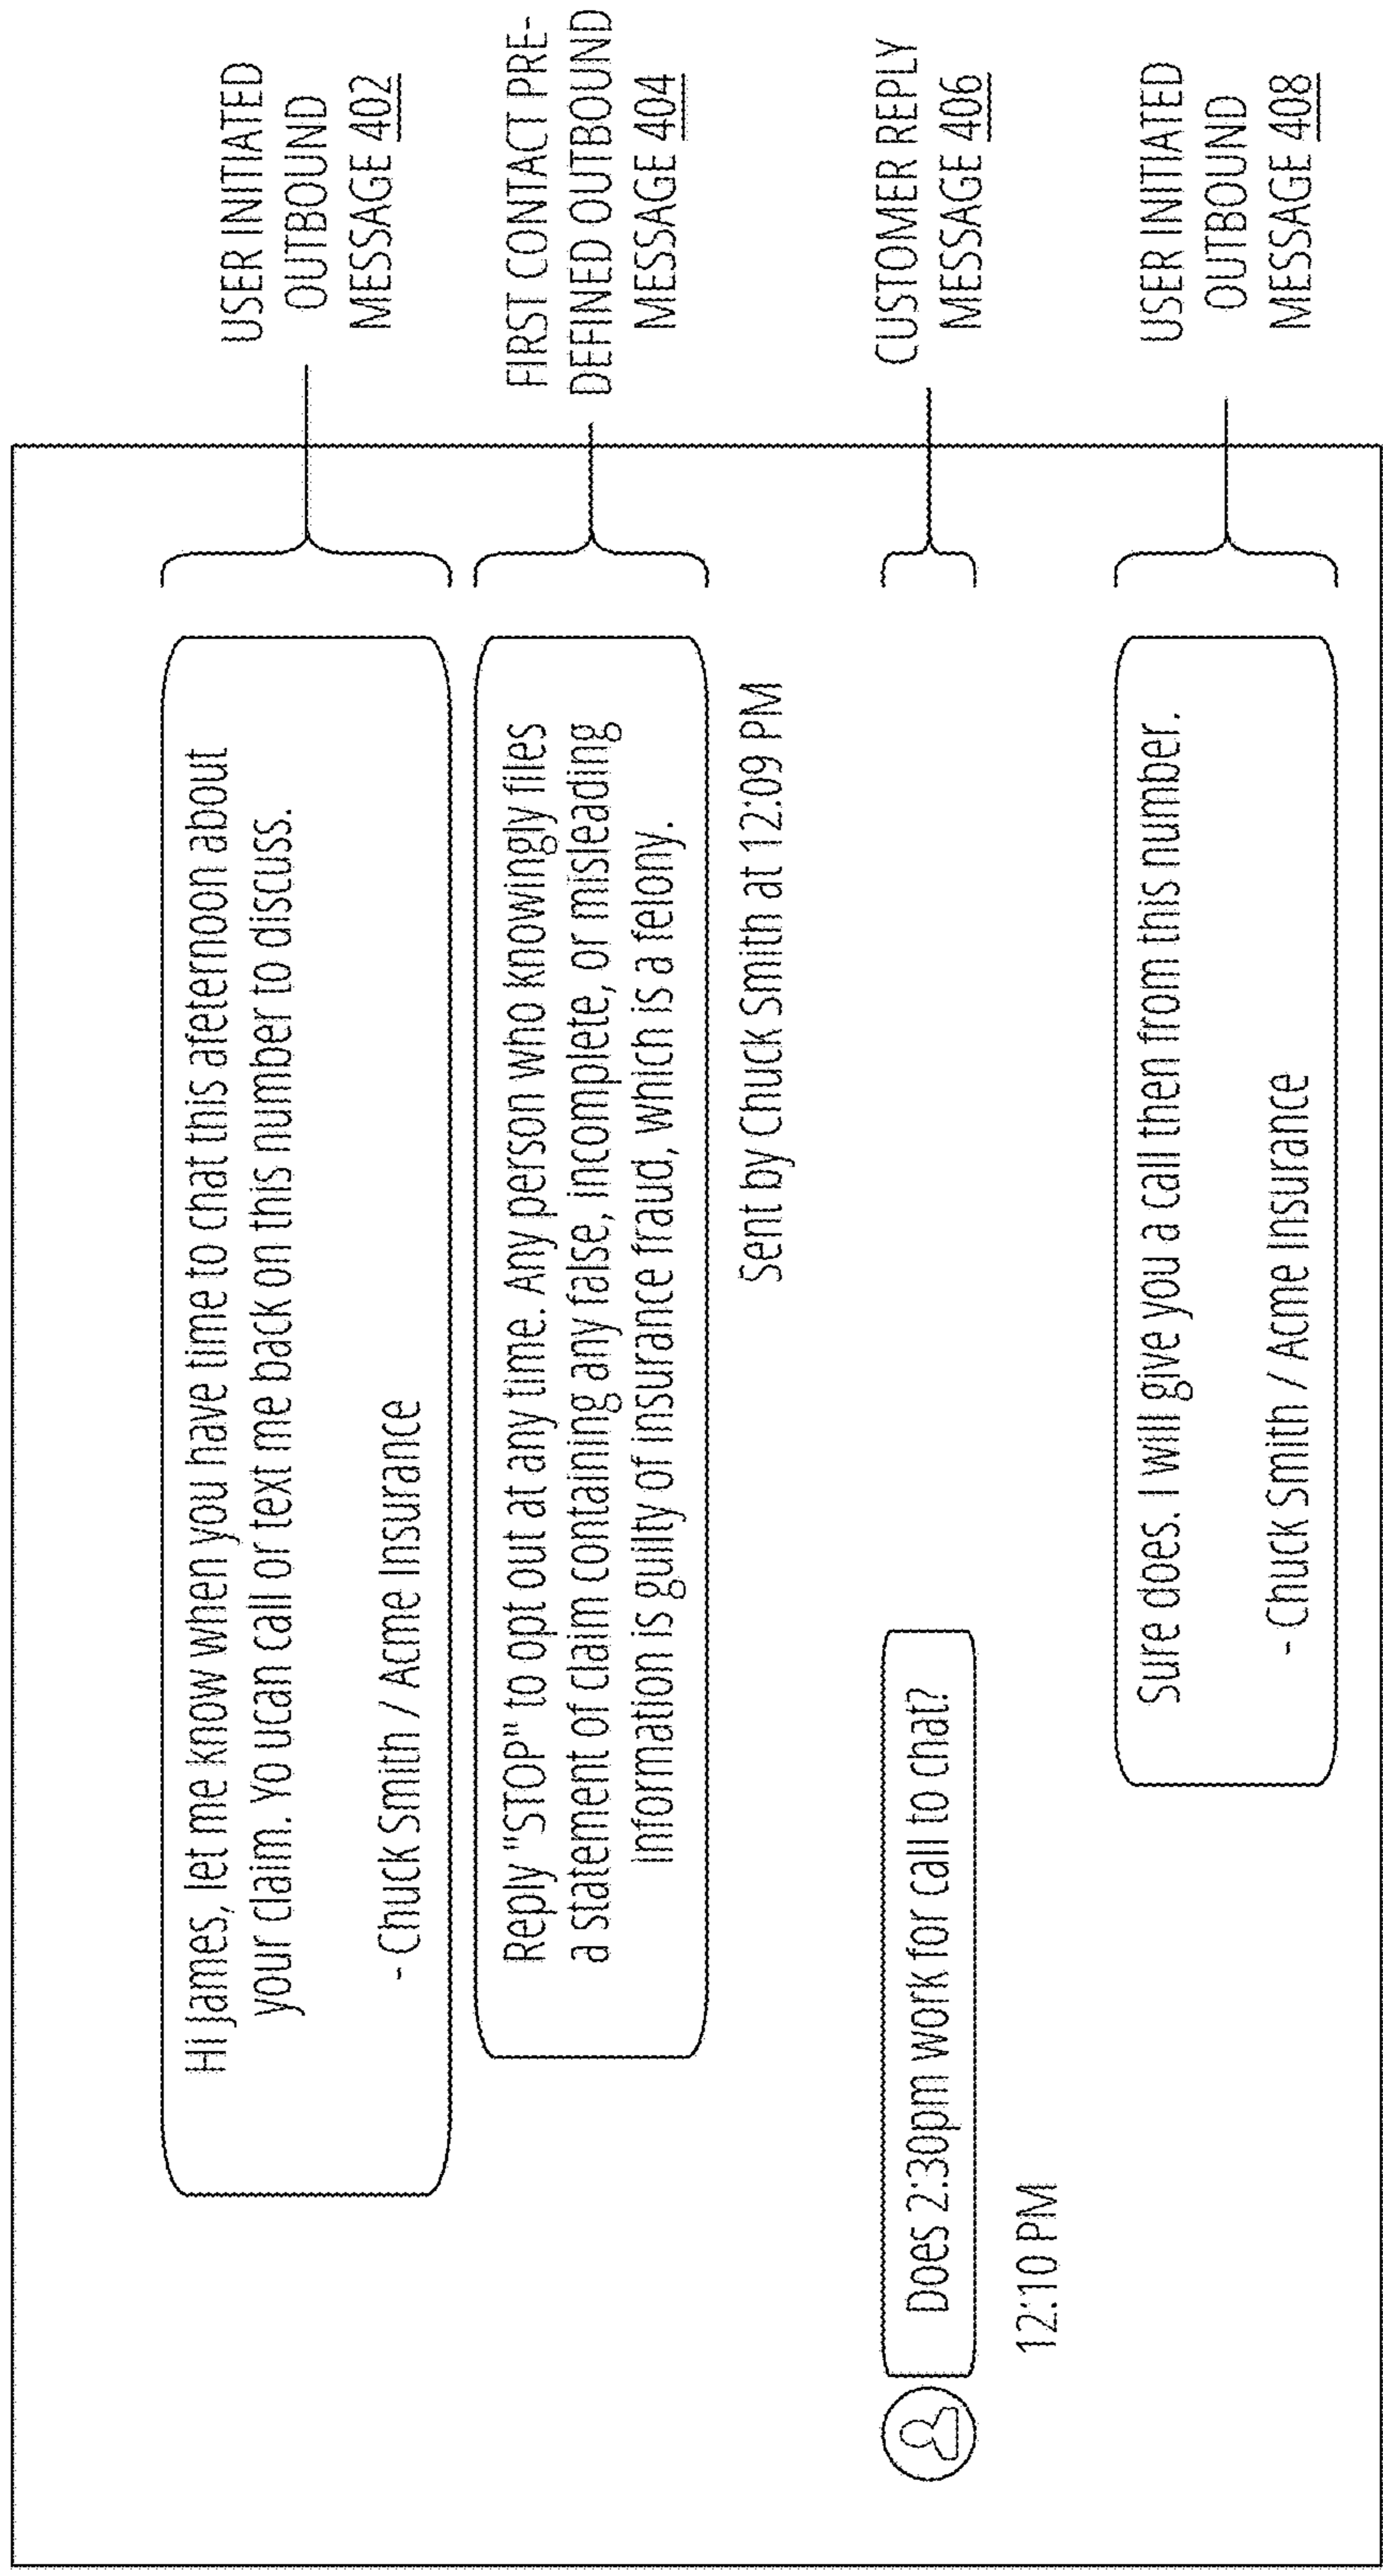 Hi James, let me know when you have time to chat this afeternoon about
your claim. Yo ucan call or text me back on this number to discuss.
- Chuck Smith / Acme Insurance
USER INITIATED
OUTBOUND
MESSAGE 402
Reply "STOP" to opt out at any time. Any person who knowingly files
a statement of claim containing any false, incomplete, or misleading
information is guilty of insurance fraud, which is a felony.
FIRST CONTACT PRE-
DEFINED OUTBOUND
MESSAGE 404
Sent by Chuck Smith at 12:09 PM
Does 2:30pm work for call to chat?
CUSTOMER REPLY
MESSAGE 406
12:10 PM
Sure does. I will give you a call then from this number.
- Chuck Smith / Acme Insurance
USER INITIATED
OUTBOUND
MESSAGE 408